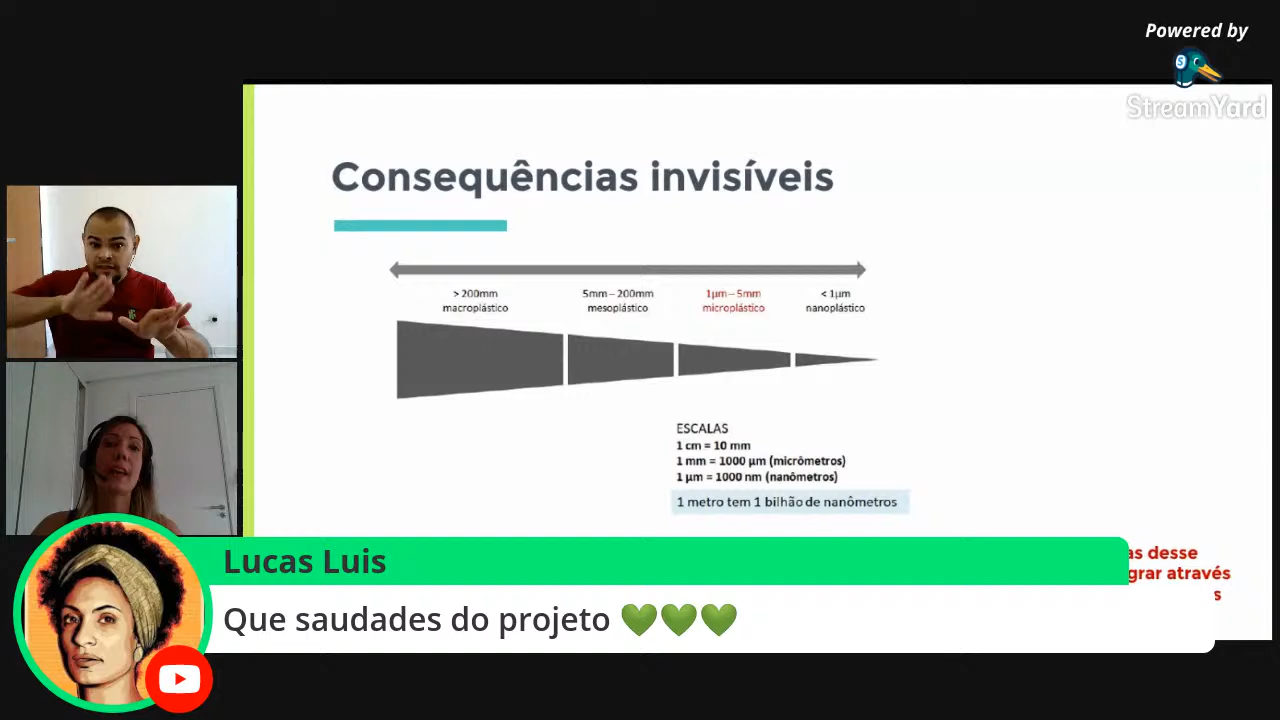 Powered by
StreamYard
Consequências invisíveis
> 200mm
macroplástico
5mm – 200mm
mesoplástico
1µm – 5mm
microplástico
< 1µm
nanoplástico
ESCALAS
1 cm = 10 mm
1 mm = 1000 µm (micrômetros)
1 µm = 1000 nm (nanômetros)
1 metro tem 1 bilhão de nanômetros
desse
através
Lucas Luis
Que saudades do projeto 💚💚💚